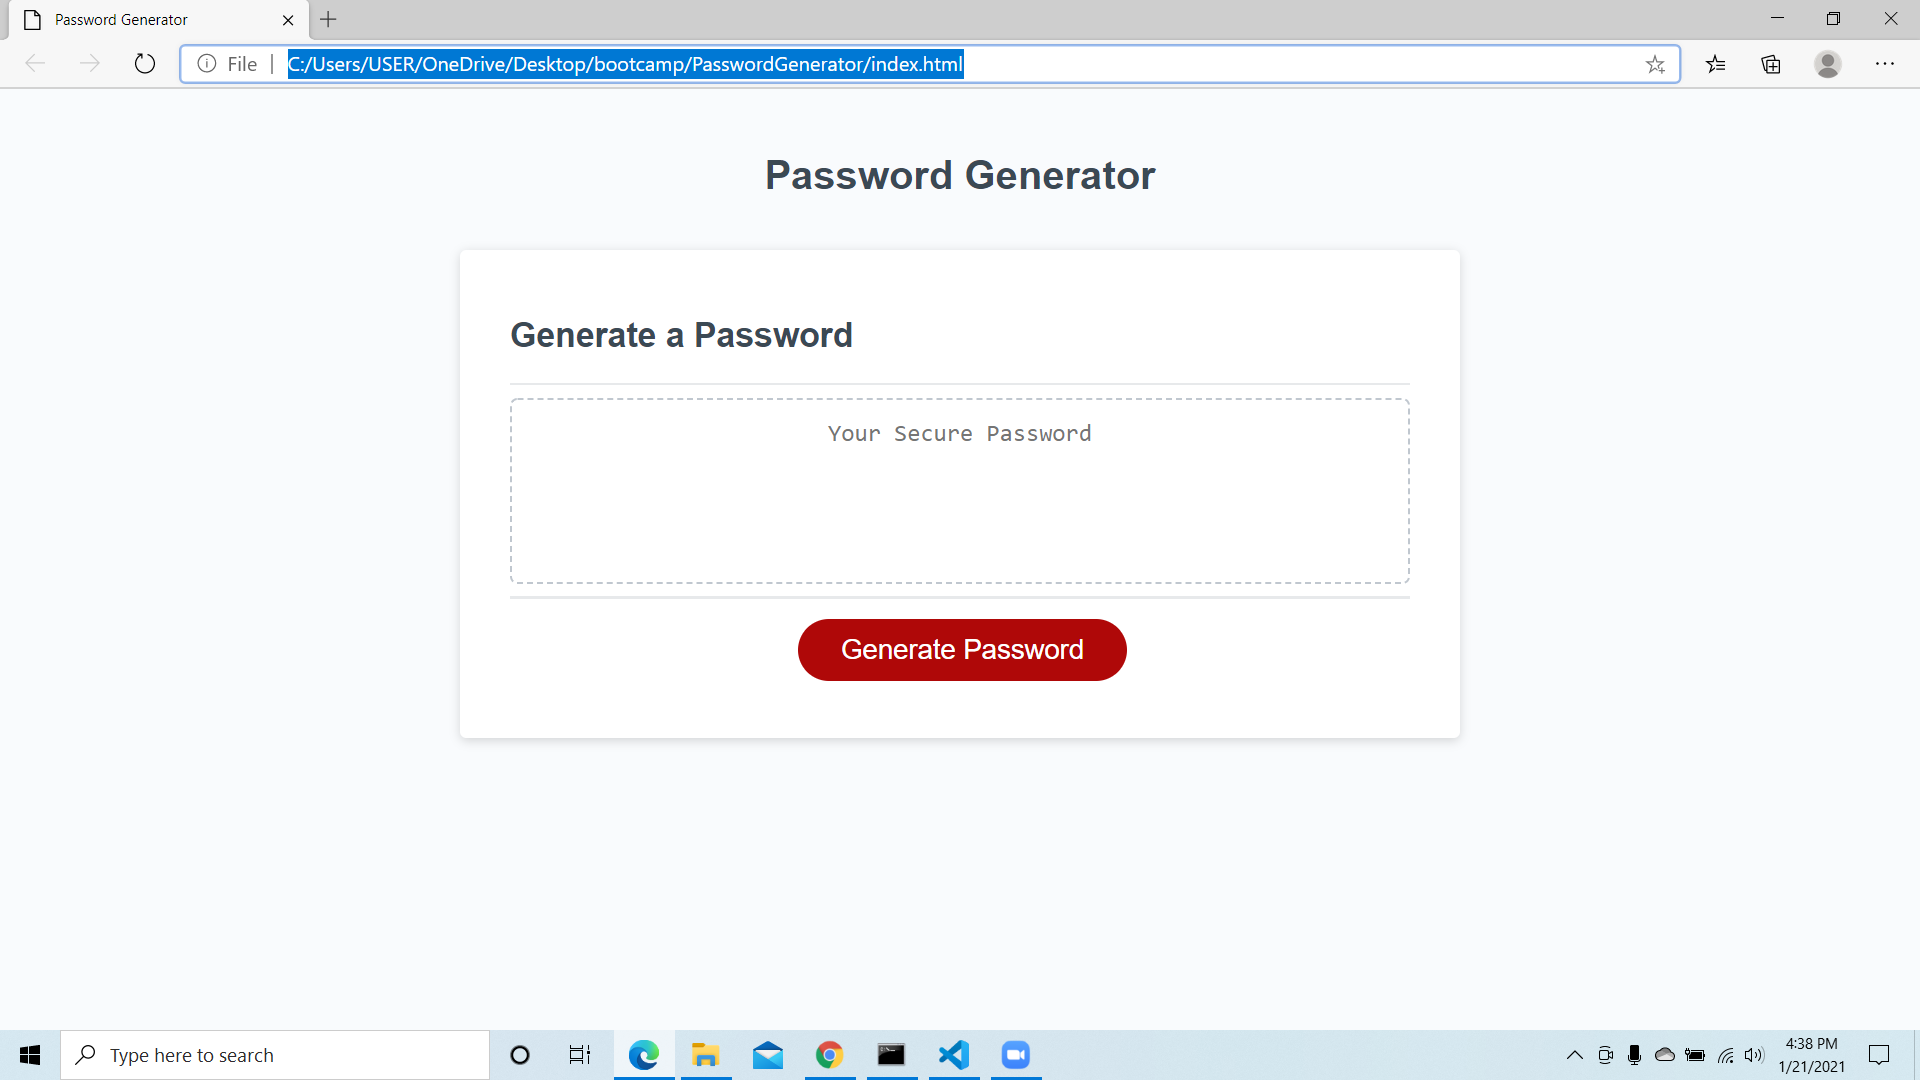 Password Generator
File
C:/Users/USER/OneDrive/Desktop/bootcamp/PasswordGenerator/index.html
Password Generator
Generate a Password
Your Secure Password
Generate Password
Type here to search
4:38 PM
1/21/2021